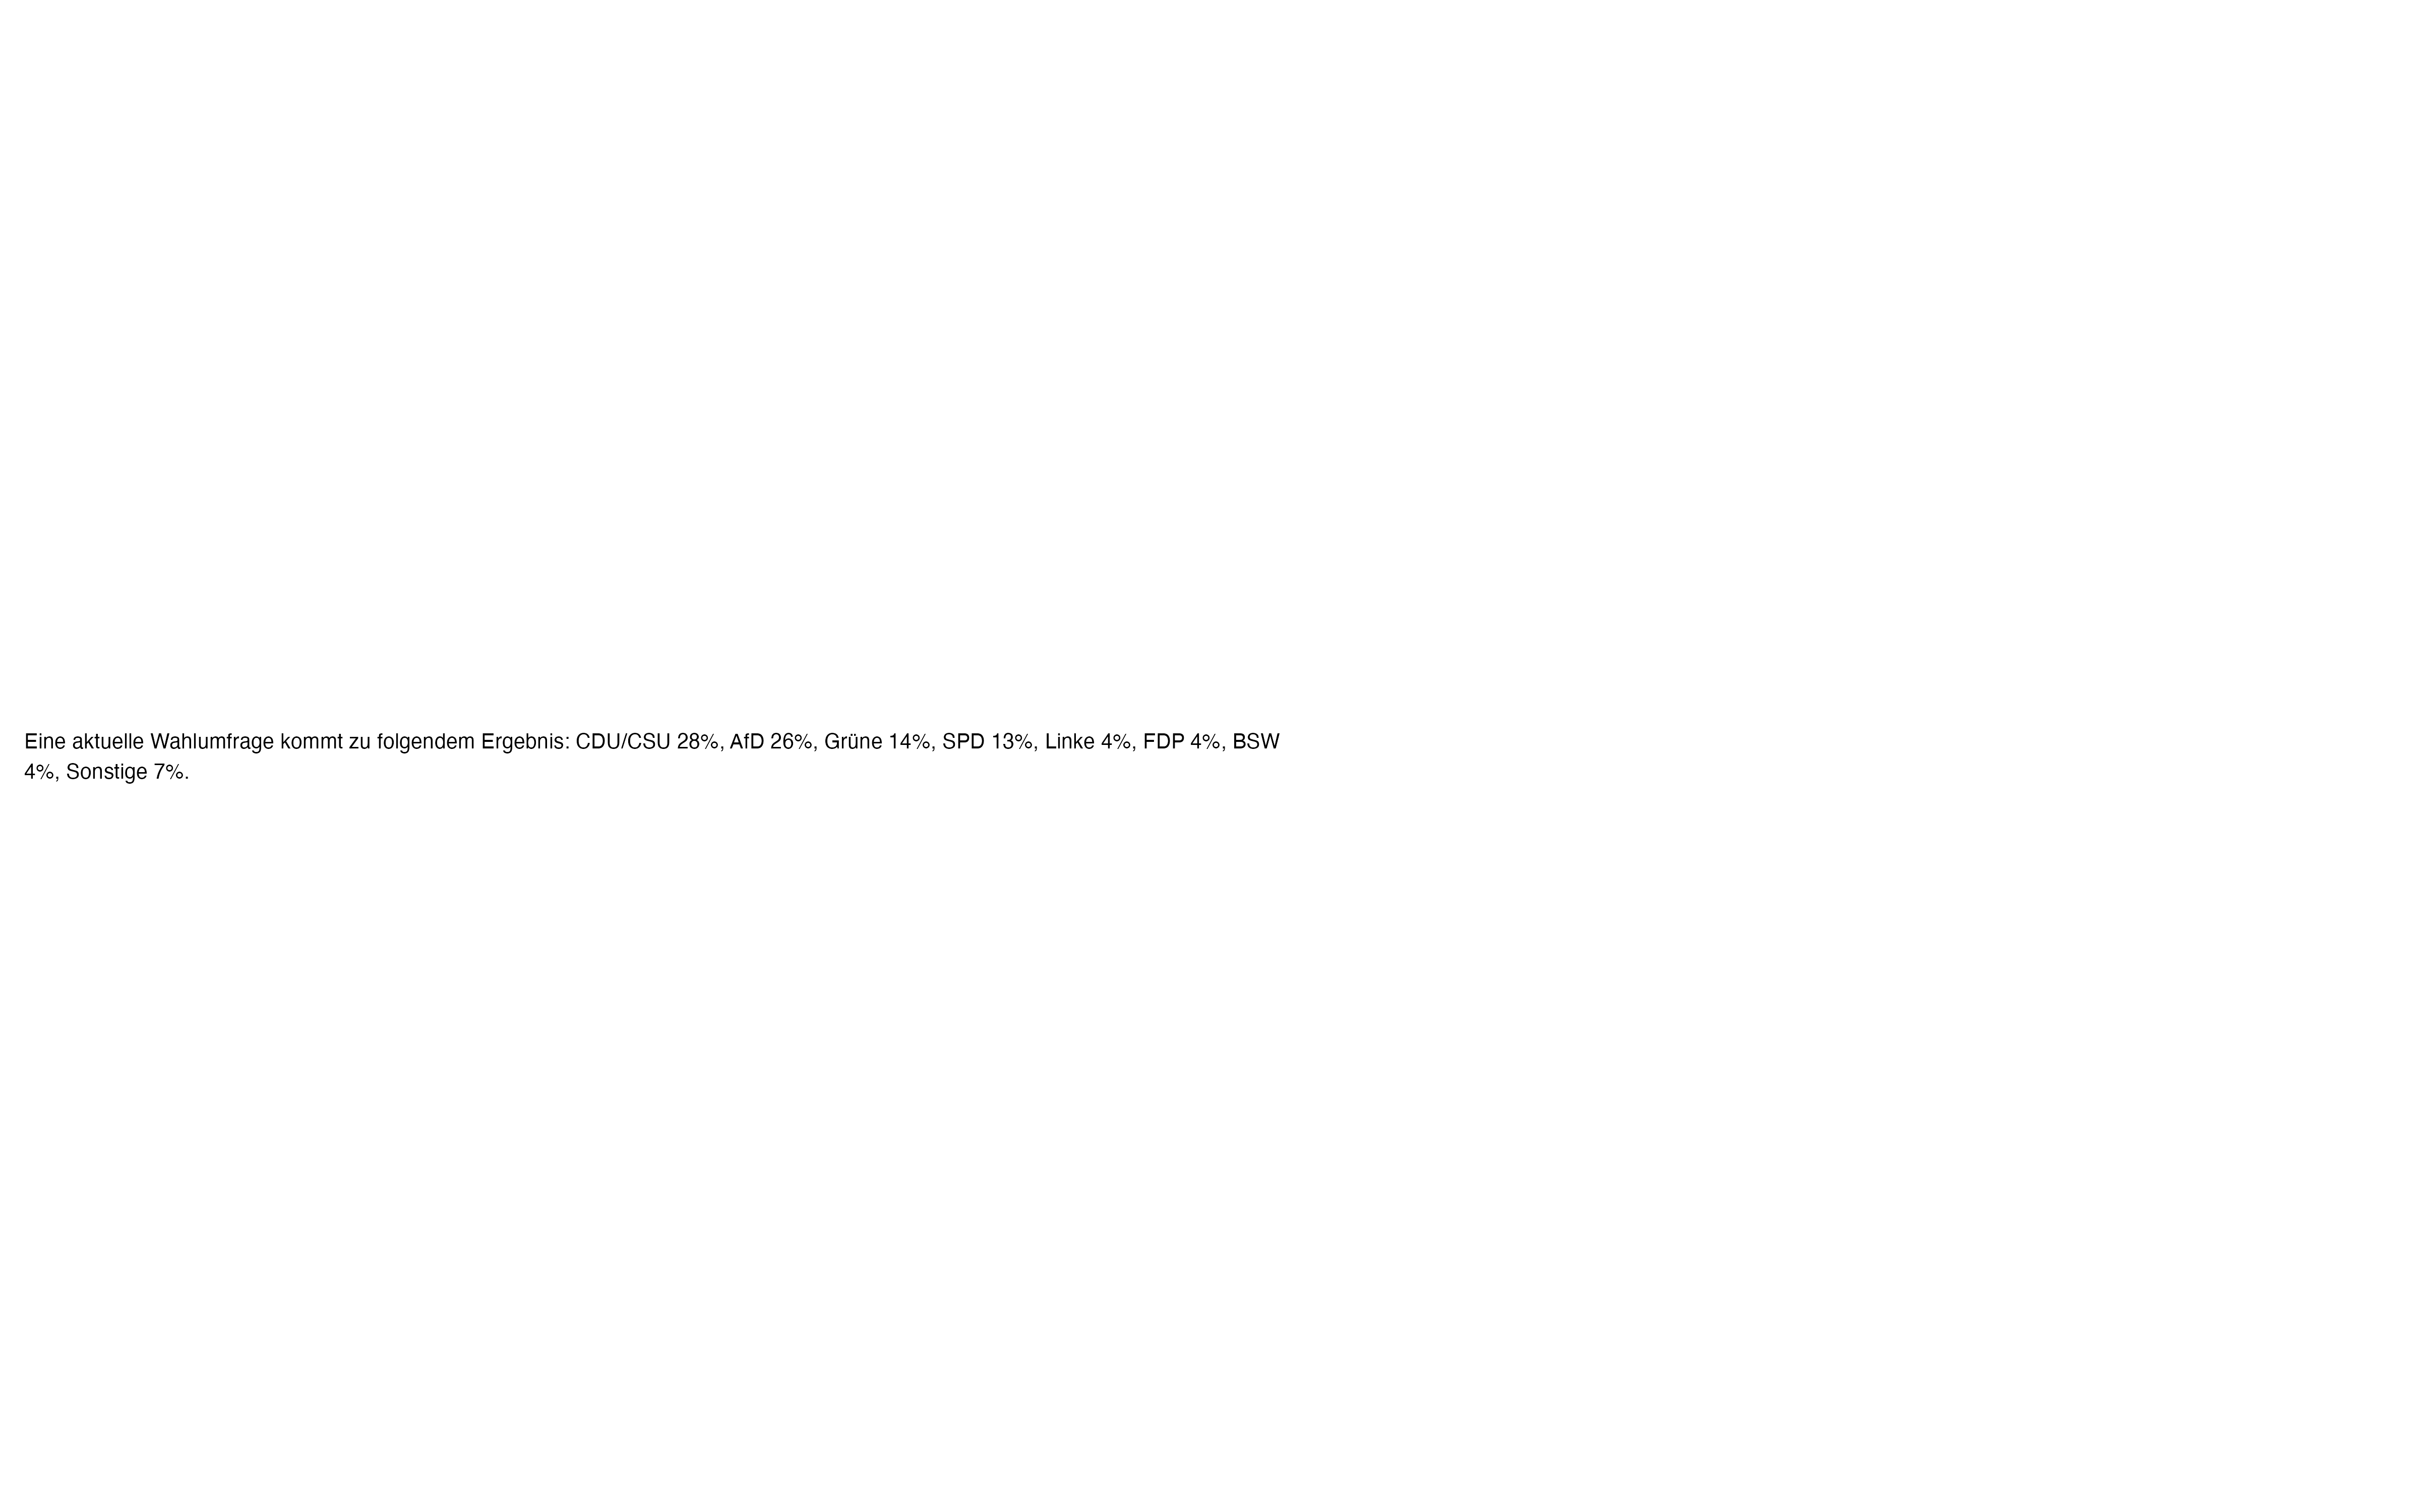 Eine aktuelle Wahlumfrage kommt zu folgendem Ergebnis: CDU/CSU 28%, AfD 26%, Grüne 14%, SPD 13%, Linke 4%, FDP 4%, BSW
4%, Sonstige 7%.